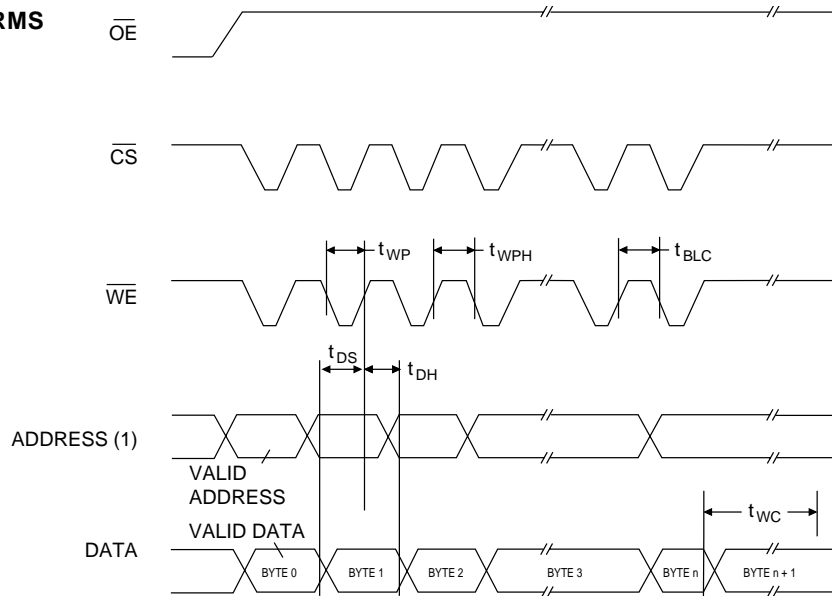 RMS
OE
CS
tWP
tWPH
tBLC
WE
tDS
tDH
ADDRESS (1)
VALID
ADDRESS
tWC
VALID DATA
DATA
BYTE 0
BYTE 1
BYTE 2
BYTE 3
BYTE n
BYTE n + 1